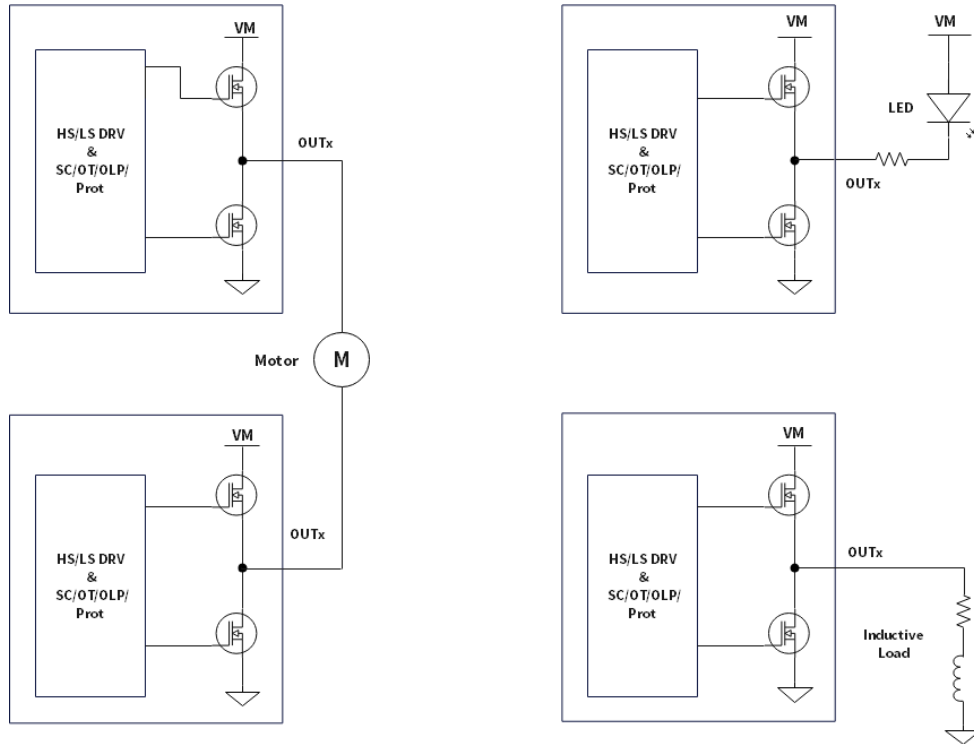 VM
HS/LS DRV
&
SC/OT/OLP/
Prot
OUTx
VM
HS/LS DRV
&
SC/OT/OLP/
Prot
OUTx
VM
LED
Motor
M
VM
HS/LS DRV
&
SC/OT/OLP/
Prot
OUTx
VM
HS/LS DRV
&
SC/OT/OLP/
Prot
OUTx
Inductive
Load